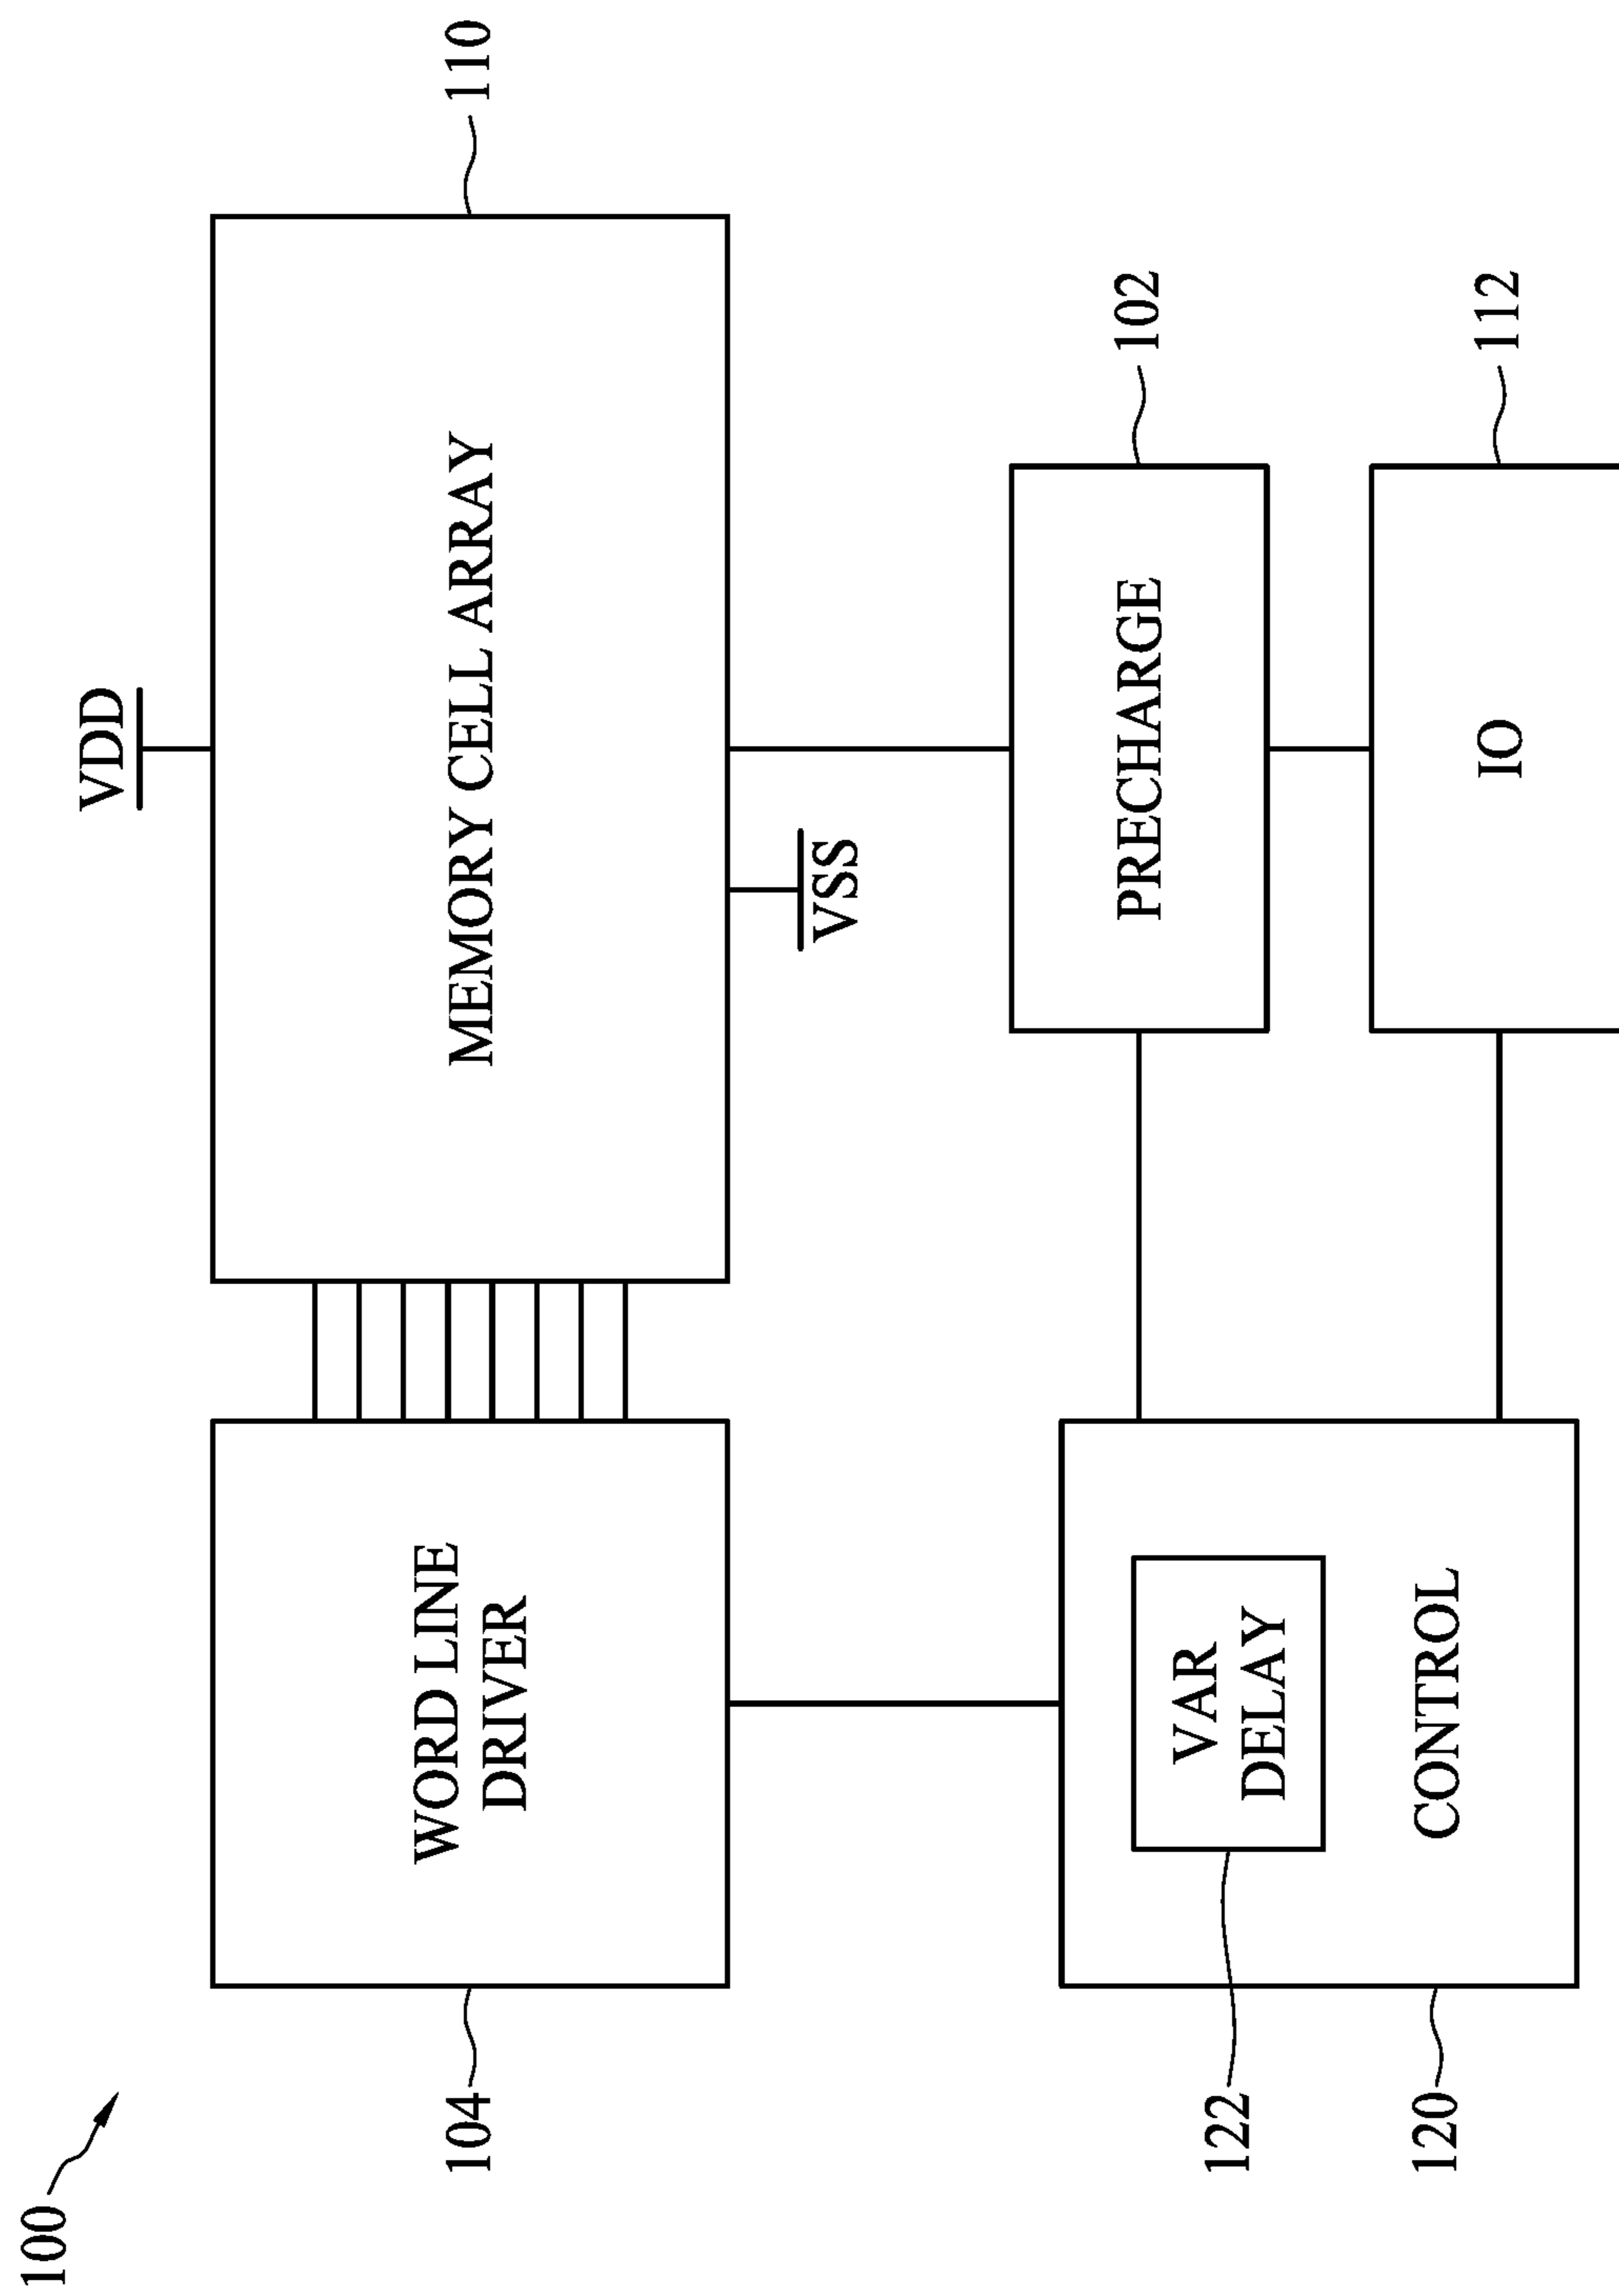 100
VDD
104
WORD LINE
DRIVER
MEMORY CELL ARRAY
110
VSS
122
VAR
DELAY
PRECHARGE
102
120
CONTROL
IO
112